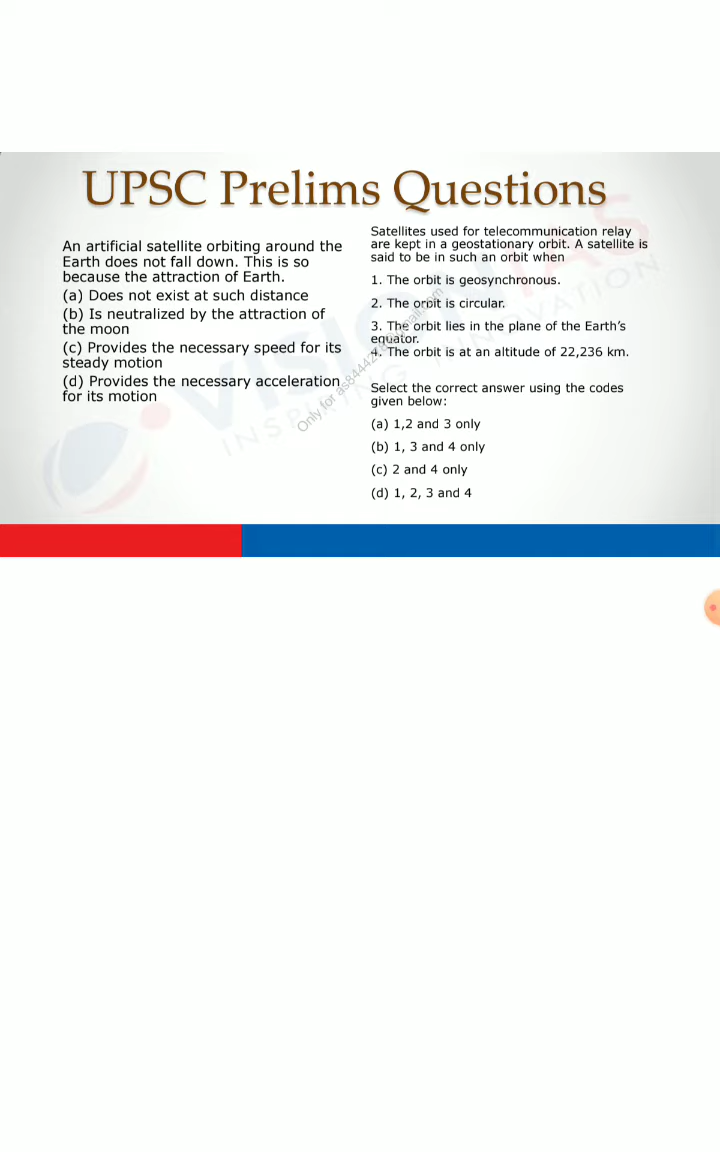 UPSC Prelims Questions
An artificial satellite orbiting around the
Earth does not fall down. This is so
because the attraction of Earth.
(a) Does not exist at such distance
(b) Is neutralized by the attraction of
the moon
(c) Provides the necessary speed for its
steady motion
(d) Provides the necessary acceleration
for its motion
Satellites used for telecommunication relay
are kept in a geostationary orbit. A satellite is
said to be in such an orbit when
1. The orbit is geosynchronous.
2. The orbit is circular.
3. The orbit lies in the plane of the Earth's
equator.
4. The orbit is at an altitude of 22,236 km.
Select the correct answer using the codes
given below:
(a) 1,2 and 3 only
(b) 1, 3 and 4 only
(c) 2 and 4 only
(d) 1, 2, 3 and 4
VISION IAS
INSPIRING INNOVATION
Only for